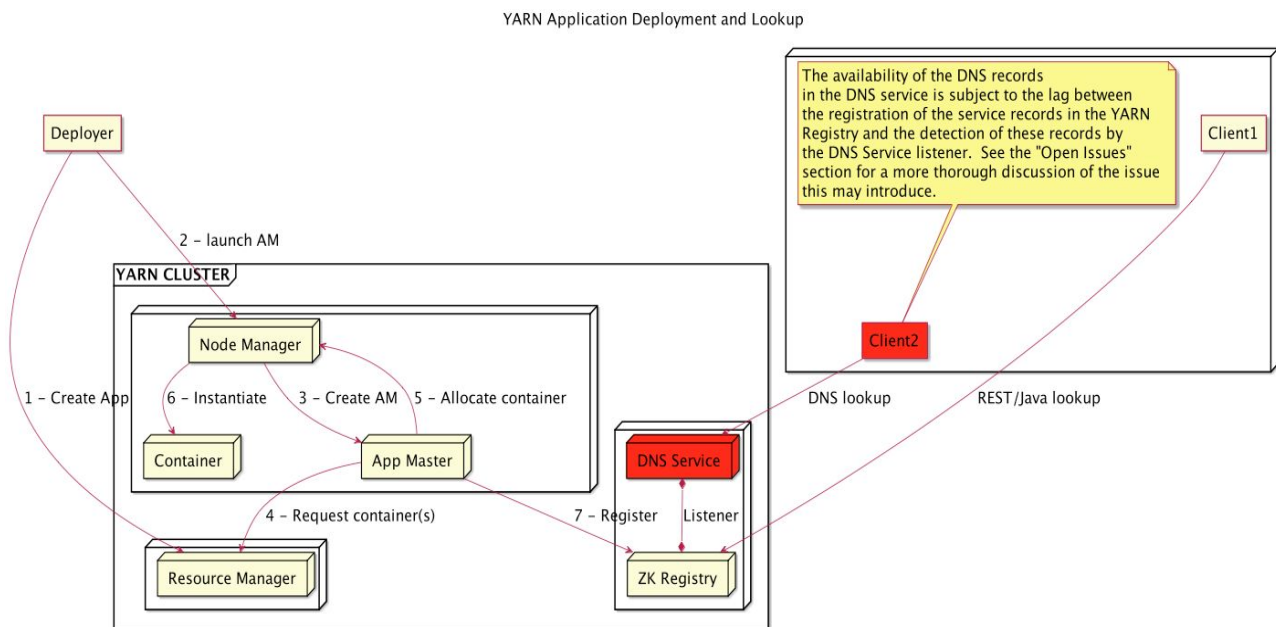 YARN Application Deployment and Lookup
The availability of the DNS records
in the DNS service is subject to the lag between
the registration of the service records in the YARN
Registry and the detection of these records by
the DNS Service listener.  See the "Open Issues"
section for a more thorough discussion of the issue
this may introduce.
Deployer
Client1
2 – launch AM
YARN CLUSTER
Node Manager
Client2
1 – Create App
6 – Instantiate
3 – Create AM
5 – Allocate container
DNS lookup
REST/Java lookup
Container
App Master
DNS Service
4 – Request container(s)
7 – Register
Listener
Resource Manager
ZK Registry